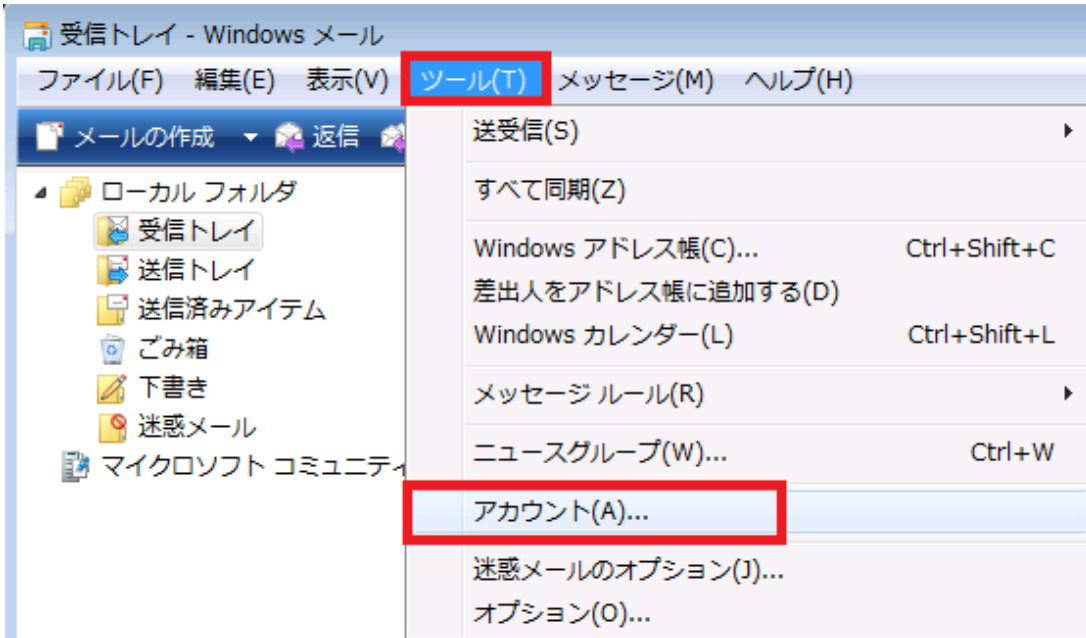 受信トレイ - Windows メール
ファイル(F) 編集(E) 表示(V) ツール(T) メッセージ(M) ヘルプ(H)
メールの作成 返信
ローカル フォルダ
受信トレイ
送信トレイ
送信済みアイテム
ごみ箱
下書き
迷惑メール
マイクロソフト コミュニティ
送受信(S)
すべて同期(Z)
Windows アドレス帳(C)... Ctrl+Shift+C
差出人をアドレス帳に追加する(D)
Windows カレンダー(L) Ctrl+Shift+L
メッセージ ルール(R)
ニュースグループ(W)... Ctrl+W
アカウント(A)...
迷惑メールのオプション(J)...
オプション(O)...